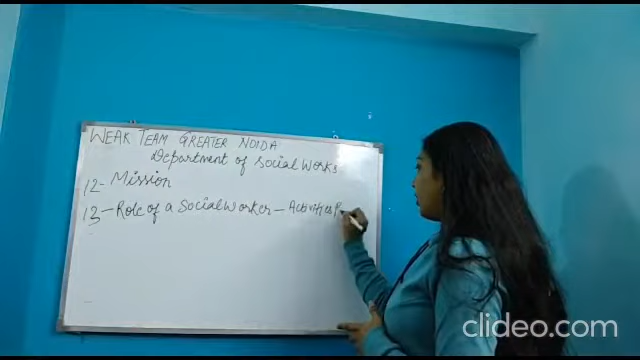 WEAK TEAM GREATER NOIDA
Department of Social Works
12- Mission
13- Role of a Social Worker - Activities
clideo.com